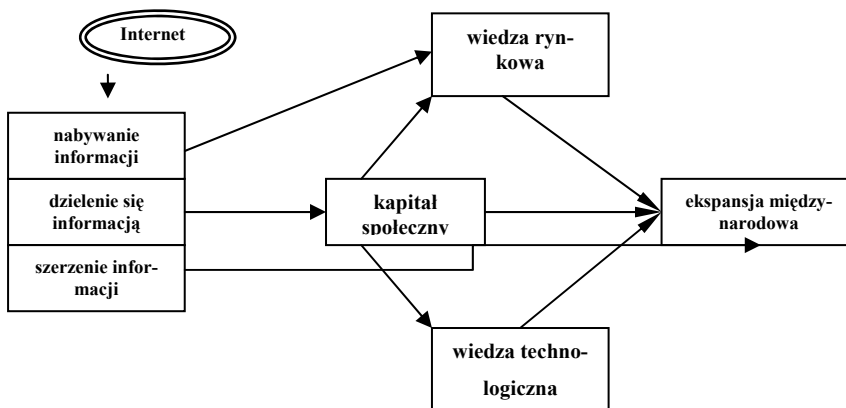 Internet
wiedza ryn-
kowa
nabywanie
informacji
dzielenie się
informacją
szerzenie infor-
macji
kapitał
społeczny
ekspansja między-
narodowa
wiedza techno-
logiczna